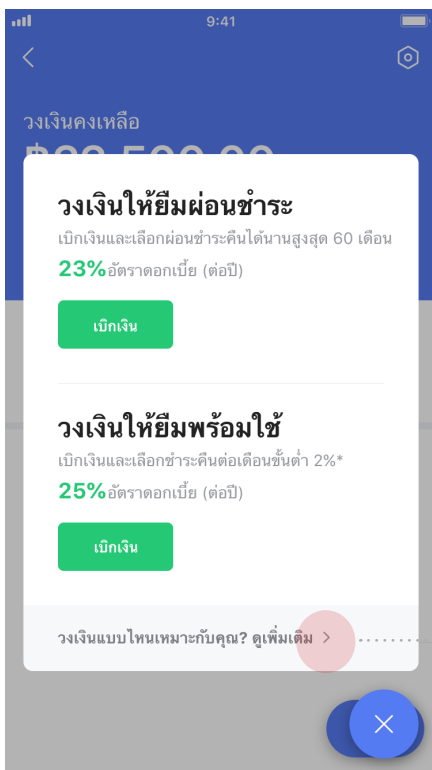 9:41
วงเงินคงเหลือ
วงเงินให้ยืมผ่อนชำระ
เบิกเงินและเลือกผ่อนชำระคืนได้นานสูงสุด 60 เดือน
23% อัตราดอกเบี้ย (ต่อปี)
เบิกเงิน
วงเงินให้ยืมพร้อมใช้
เบิกเงินและเลือกชำระคืนต่อเดือนขั้นต่ำ 2%*
25% อัตราดอกเบี้ย (ต่อปี)
เบิกเงิน
วงเงินแบบไหนเหมาะกับคุณ? ดูเพิ่มเติม >